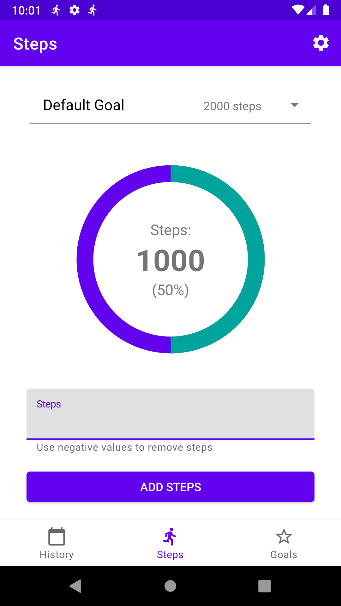 10:01
Steps
Default Goal 2000 steps
Steps:
1000
(50%)
Steps
Use negative values to remove steps
ADD STEPS
History Steps Goals